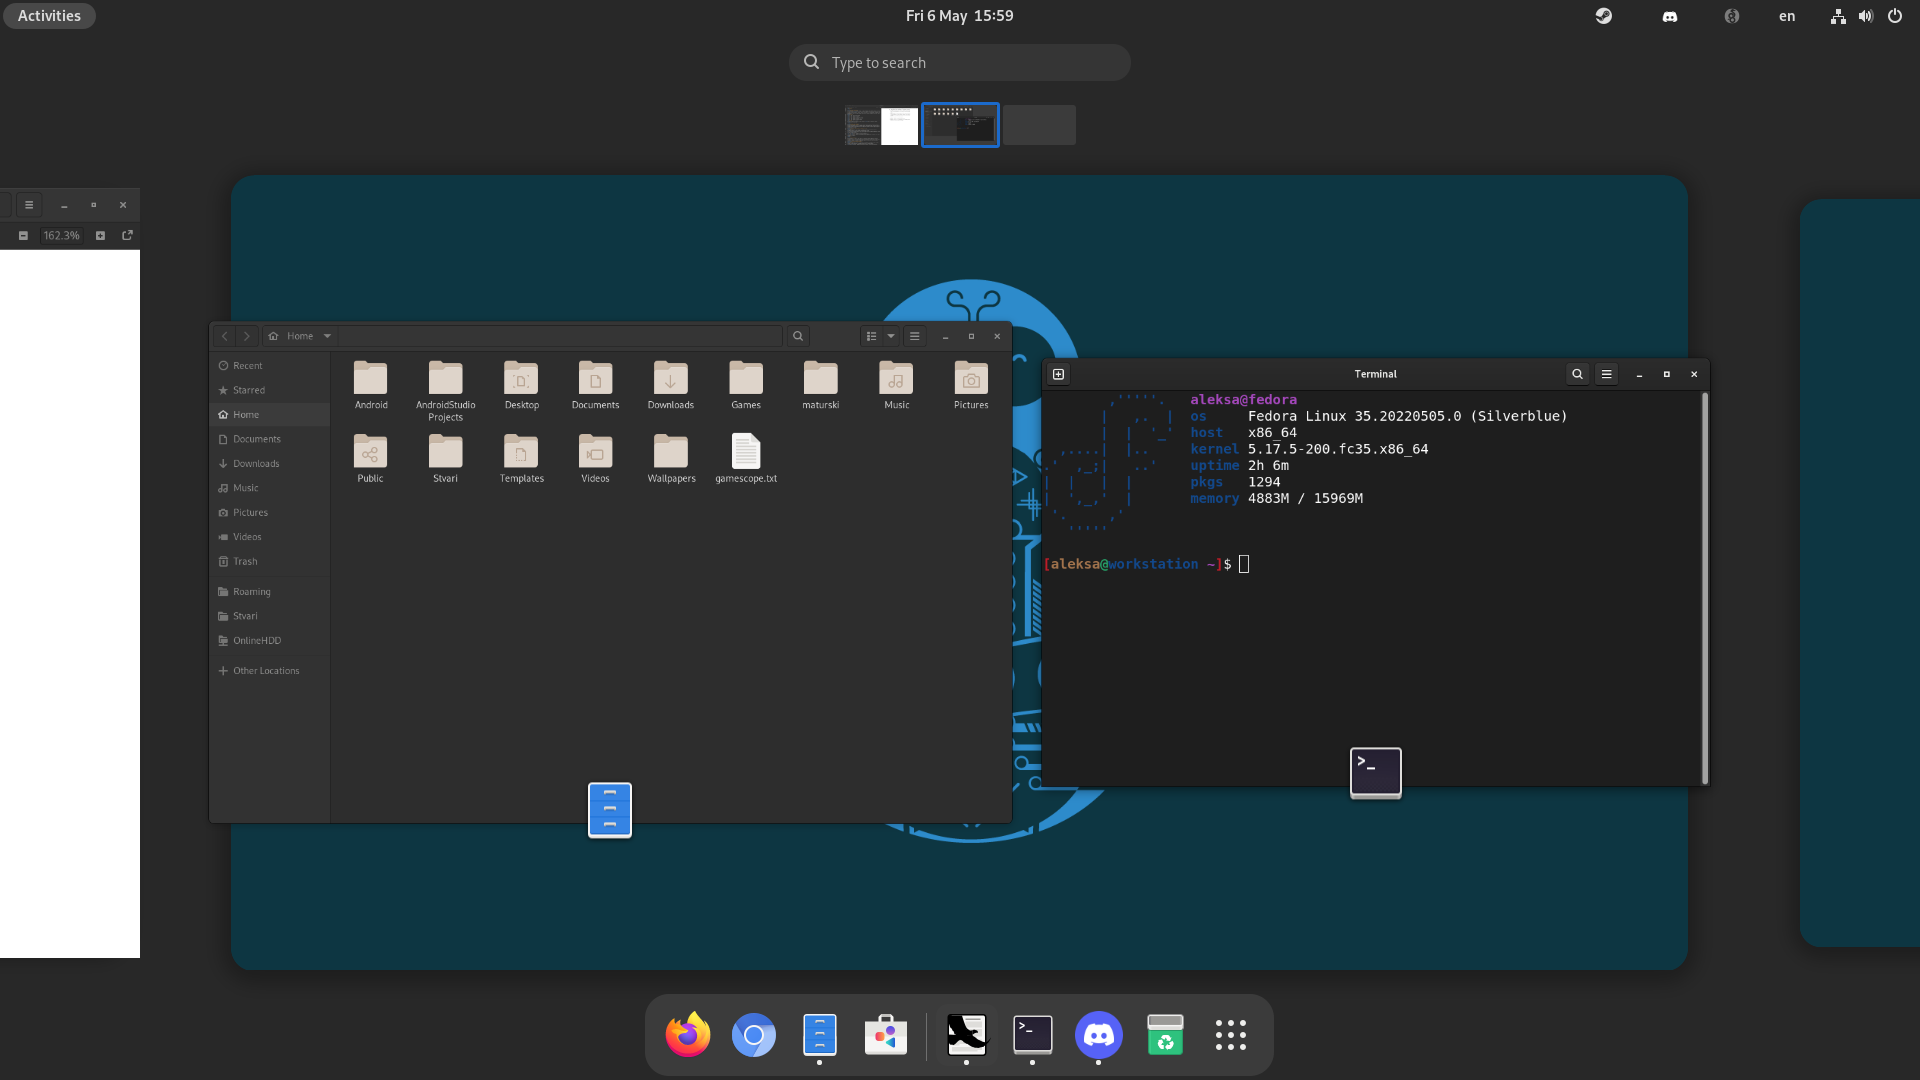 Activities
Fri 6 May 15:59
en
Type to search
162.3%
Home
Recent
Starred
Home
Documents
Downloads
Music
Pictures
Videos
Trash
Roaming
Stvari
OnlineHDD
Other Locations
Android
AndroidStudio
Projects
Desktop
Documents
Downloads
Games
maturski
Music
Pictures
Public
Stvari
Templates
Videos
Wallpapers
gamescope.txt
Terminal
aleksa@fedora
os Fedora Linux 35.20220505.0 (Silverblue)
host x86_64
kernel 5.17.5-200.fc35.x86_64
uptime 2h 6m
pkgs 1294
memory 4883M / 15969M
[aleksa@workstation ~]$
>_
>_